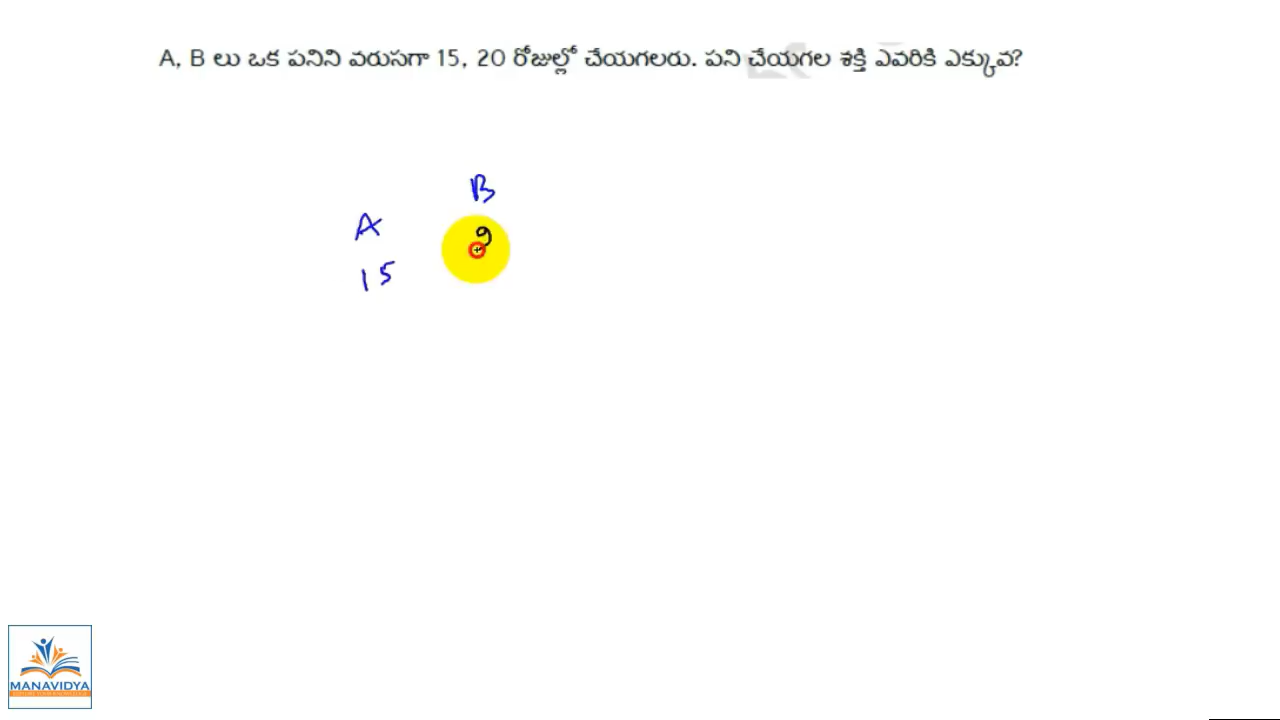 A, B లు ఒక పనిని వరుసగా 15, 20 రోజుల్లో చేయగలరు. పని చేయగల శక్తి ఎవరికి ఎక్కువ?
B
A
15
MANAVIDYA